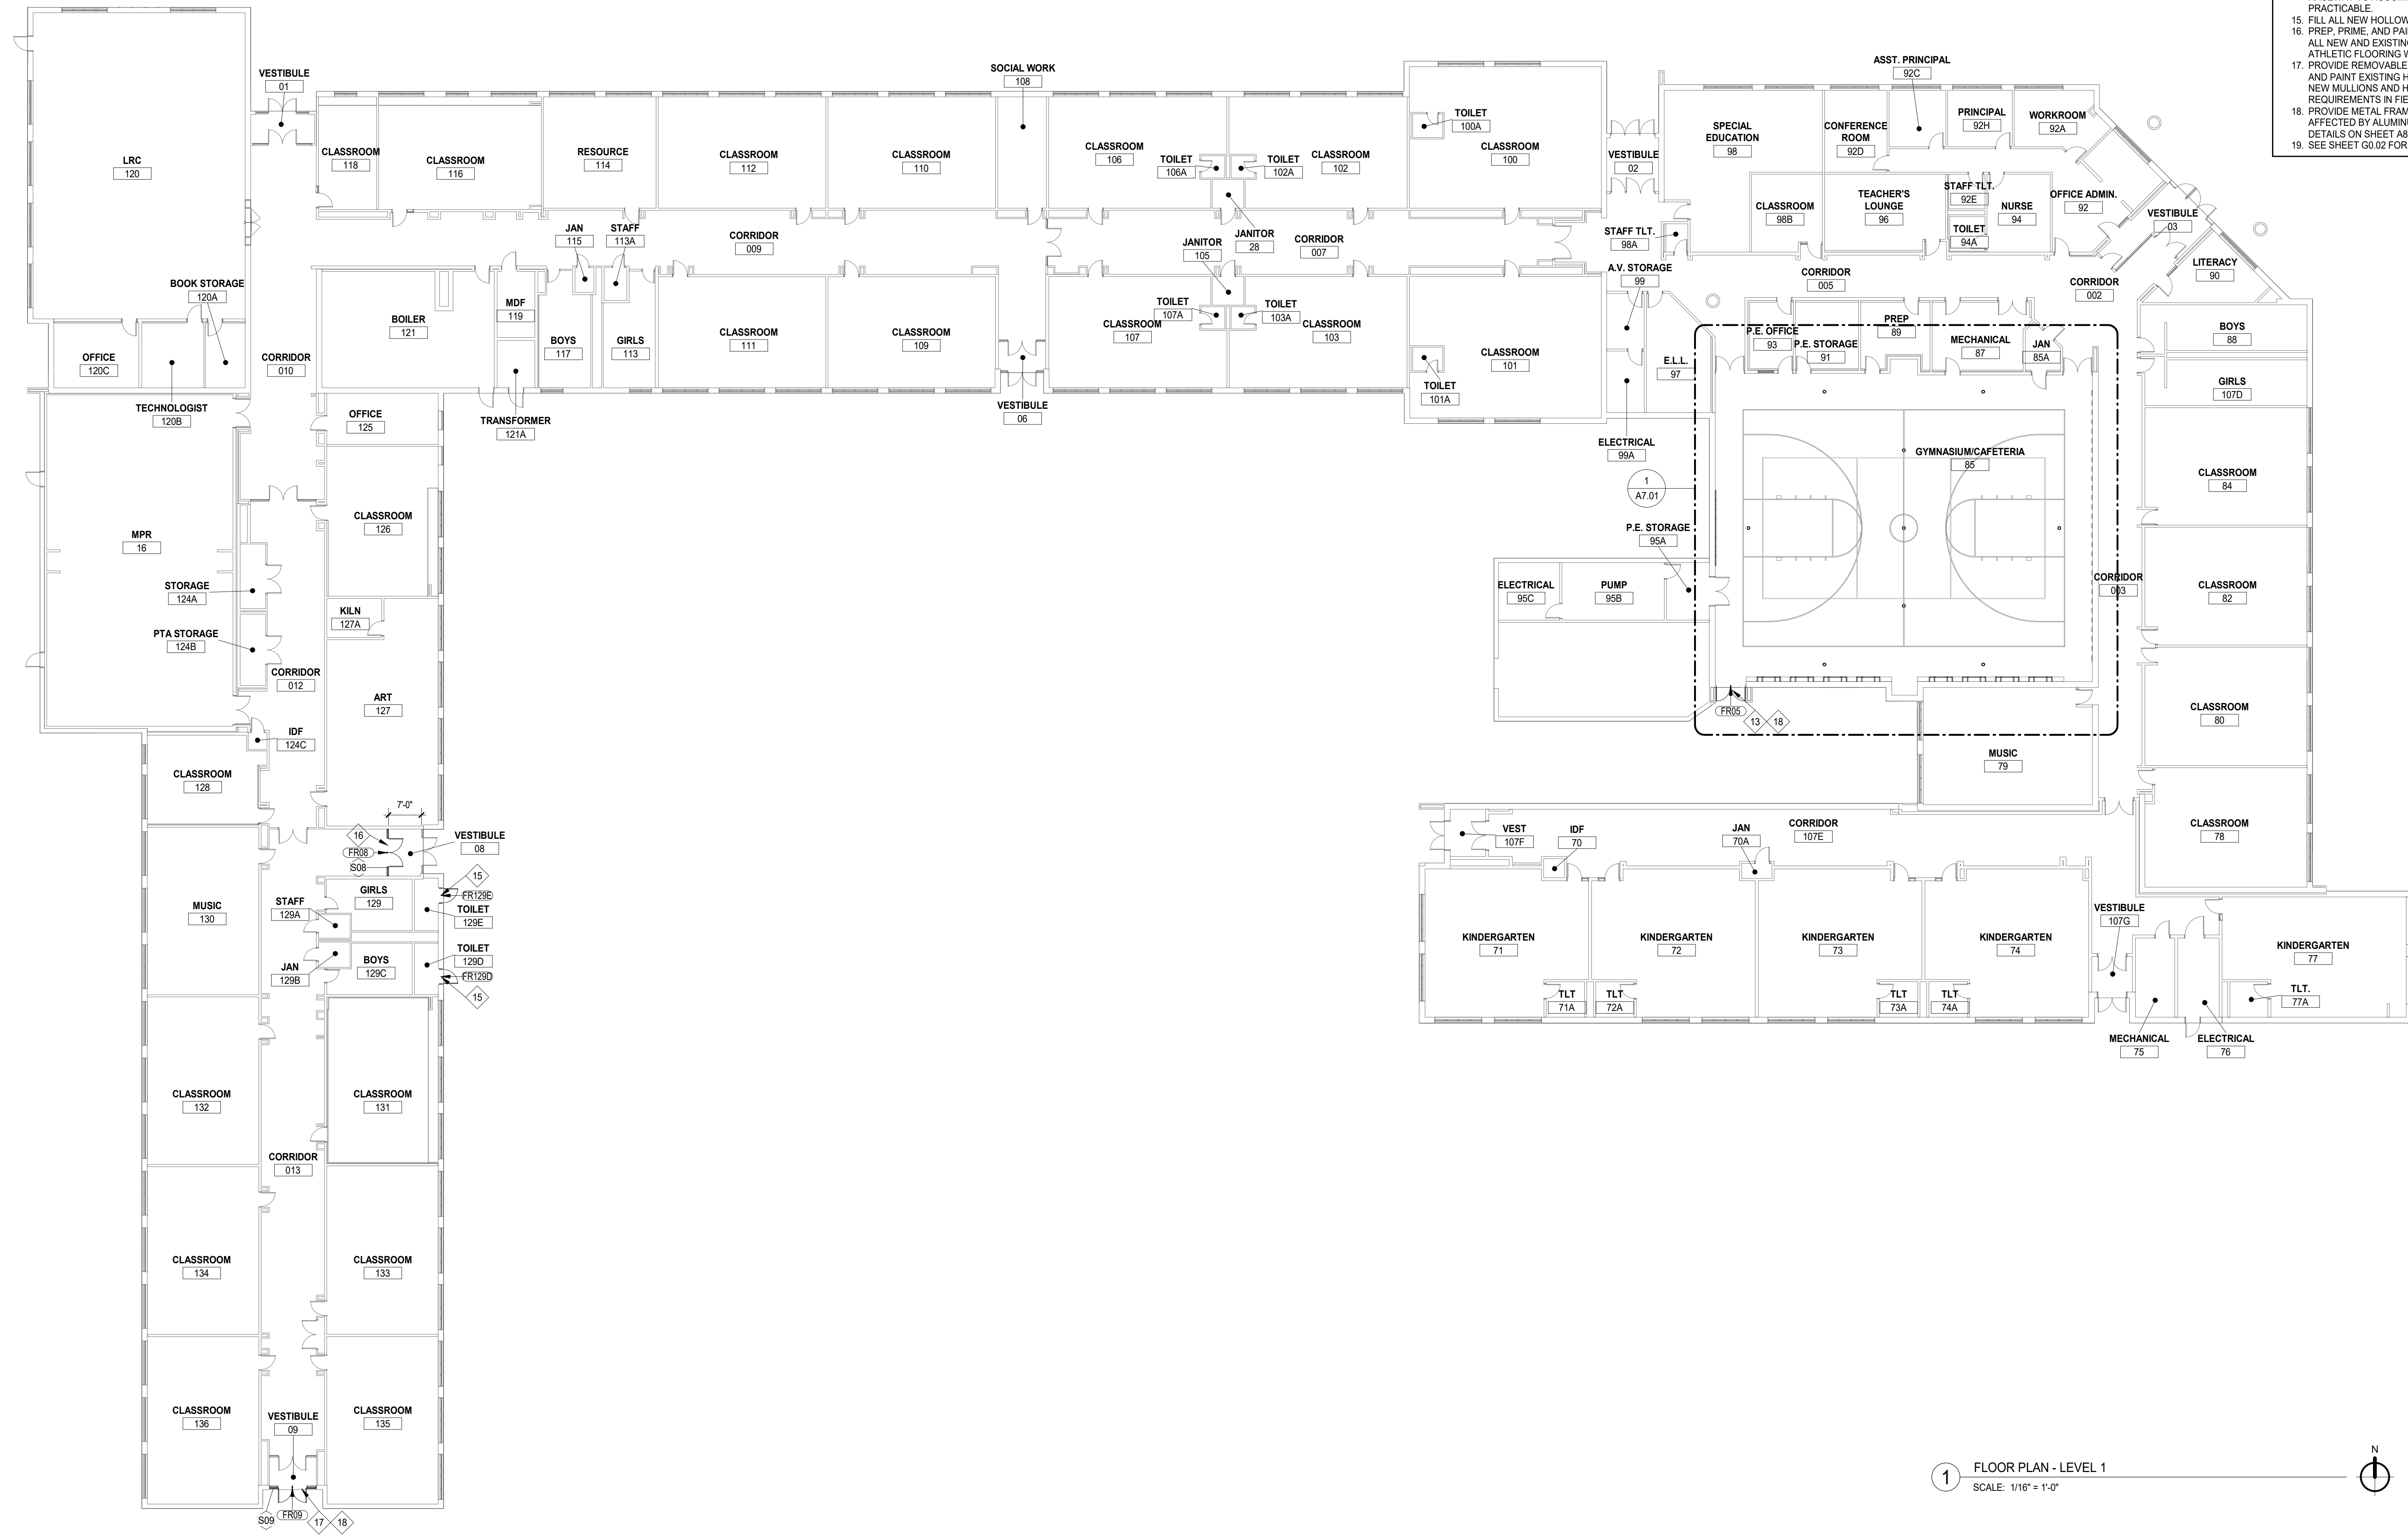 PRACTICABLE.
15. FILL ALL NEW HOLLOW
16. PREP, PRIME, AND PAI
ALL NEW AND EXISTING
ATHLETIC FLOORING W
17. PROVIDE REMOVABLE
AND PAINT EXISTING H
NEW MULLIONS AND H
REQUIREMENTS IN FIE
18. PROVIDE METAL FRAM
AFFECTED BY ALUMIN
DETAILS ON SHEET A8
19. SEE SHEET G0.02 FOR
VESTIBULE
01
LRC
120
CLASSROOM
118
CLASSROOM
116
RESOURCE
114
CLASSROOM
112
CLASSROOM
110
SOCIAL WORK
108
CLASSROOM
106
TOILET
106A
TOILET
102A
CLASSROOM
102
TOILET
100A
CLASSROOM
100
VESTIBULE
02
SPECIAL
EDUCATION
98
CONFERENCE
ROOM
92D
ASST. PRINCIPAL
92C
PRINCIPAL
92H
WORKROOM
92A
CLASSROOM
98B
TEACHER'S
LOUNGE
96
STAFF TLT.
92E
NURSE
94
OFFICE ADMIN.
92
TOILET
94A
VESTIBULE
03
STAFF TLT.
98A
LITERACY
90
JAN
115
STAFF
113A
CORRIDOR
009
JANITOR
28
JANITOR
105
CORRIDOR
007
A.V. STORAGE
99
CORRIDOR
005
CORRIDOR
002
BOOK STORAGE
120A
OFFICE
120C
TECHNOLOGIST
120B
CORRIDOR
010
BOILER
121
MDF
119
BOYS
117
GIRLS
113
CLASSROOM
111
CLASSROOM
109
TRANSFORMER
121A
VESTIBULE
06
CLASSROOM
107
TOILET
107A
TOILET
103A
CLASSROOM
103
CLASSROOM
101
TOILET
101A
ELECTRICAL
99A
E.L.L.
97
P.E. OFFICE
93
P.E. STORAGE
91
PREP
89
MECHANICAL
87
JAN
85A
BOYS
88
GIRLS
107D
OFFICE
125
CLASSROOM
126
MPR
16
STORAGE
124A
PTA STORAGE
124B
KILN
127A
CORRIDOR
012
ART
127
IDF
124C
CLASSROOM
128
1
A7.01
GYMNASIUM/CAFETERIA
85
P.E. STORAGE
95A
ELECTRICAL
95C
PUMP
95B
FR05
13
18
CORRIDOR
003
CLASSROOM
84
CLASSROOM
82
CLASSROOM
80
CLASSROOM
78
MUSIC
79
7'-0"
16
FR08
S08
VESTIBULE
08
15
FR129E
GIRLS
129
TOILET
129E
STAFF
129A
MUSIC
130
JAN
129B
BOYS
129C
TOILET
129D
FR129D
15
VEST
107F
IDF
70
JAN
70A
CORRIDOR
107E
KINDERGARTEN
71
KINDERGARTEN
72
KINDERGARTEN
73
KINDERGARTEN
74
TLT
71A
TLT
72A
TLT
73A
TLT
74A
VESTIBULE
107G
KINDERGARTEN
77
TLT.
77A
MECHANICAL
75
ELECTRICAL
76
CLASSROOM
132
CLASSROOM
131
CORRIDOR
013
CLASSROOM
134
CLASSROOM
133
CLASSROOM
136
VESTIBULE
09
CLASSROOM
135
S09
FR09
17
18
1
FLOOR PLAN - LEVEL 1
SCALE: 1/16" = 1'-0"
N